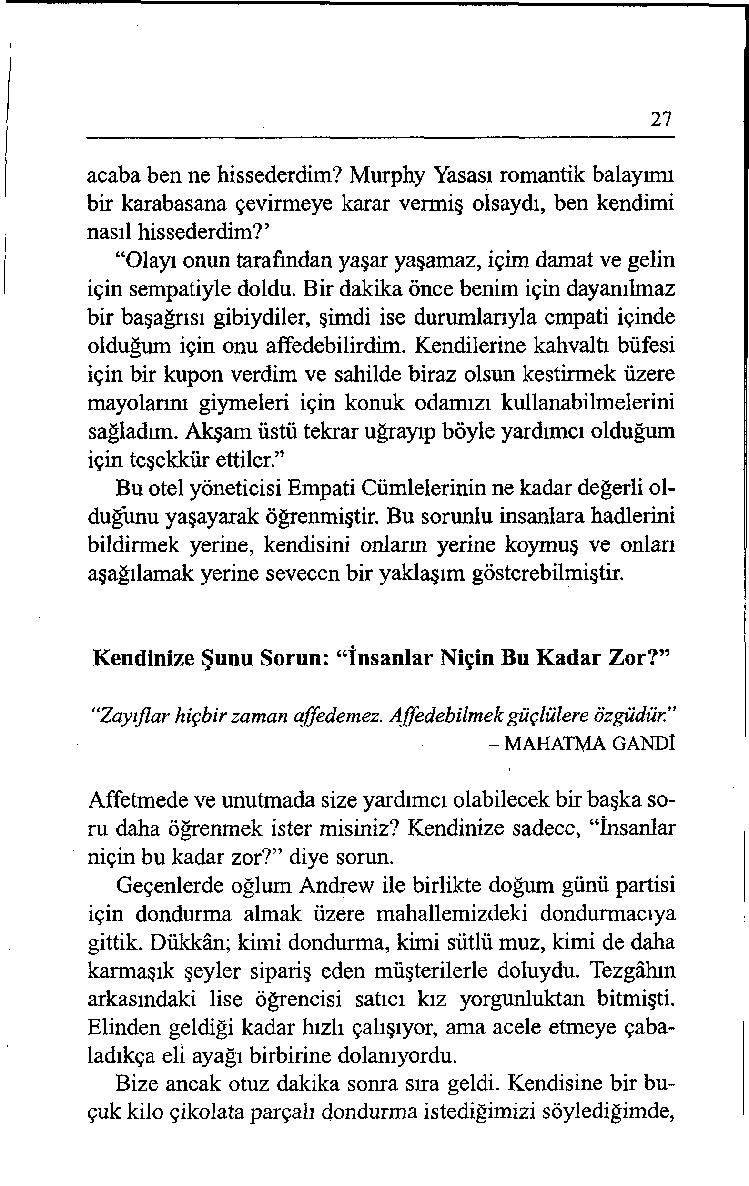 27
acaba ben ne hissederdim? Murphy Yasası romantik balayımı
bir karabasana çevirmeye karar vermiş olsaydı, ben kendimi
nasıl hissederdim?’
“Olayı onun tarafından yaşar yaşamaz, içim damat ve gelin
için sempatiyle doldu. Bir dakika önce benim için dayanılmaz
bir başağrısı gibiydiler, şimdi ise durumlarıyla empati içinde
olduğum için onu affedebilirdim. Kendilerine kahvaltı büfesi
için bir kupon verdim ve sahilde biraz olsun kestirmek üzere
mayolarını giymeleri için konuk odamızı kullanabilmelerini
sağladım. Akşam üstü tekrar uğrayıp böyle yardımcı olduğum
için teşekkür ettiler.”
Bu otel yöneticisi Empati Cümlelerinin ne kadar değerli ol-
duğunu yaşayarak öğrenmiştir. Bu sorunlu insanlara hadlerini
bildirmek yerine, kendisini onların yerine koymuş ve onları
aşağılamak yerine sevecen bir yaklaşım gösterebilmiştir.
Kendinize Şunu Sorun: “İnsanlar Niçin Bu Kadar Zor?”
“Zayıflar hiçbir zaman affedemez. Affedebilmek güçlülere özgüdür.”
– MAHATMA GANDİ
Affetmede ve unutmada size yardımcı olabilecek bir başka so-
ru daha öğrenmek ister misiniz? Kendinize sadece, “İnsanlar
niçin bu kadar zor?” diye sorun.
Geçenlerde oğlum Andrew ile birlikte doğum günü partisi
için dondurma almak üzere mahallemizdeki dondurmacıya
gittik. Dükkân; kimi dondurma, kimi sütlü muz, kimi de daha
karmaşık şeyler sipariş eden müşterilerle doluydu. Tezgâhın
arkasındaki lise öğrencisi satıcı kız yorgunluktan bitmişti.
Elinden geldiği kadar hızlı çalışıyor, ama acele etmeye çaba-
ladıkça eli ayağı birbirine dolanıyordu.
Bize ancak otuz dakika sonra sıra geldi. Kendisine bir bu-
çuk kilo çikolata parçalı dondurma istediğimizi söylediğimde,